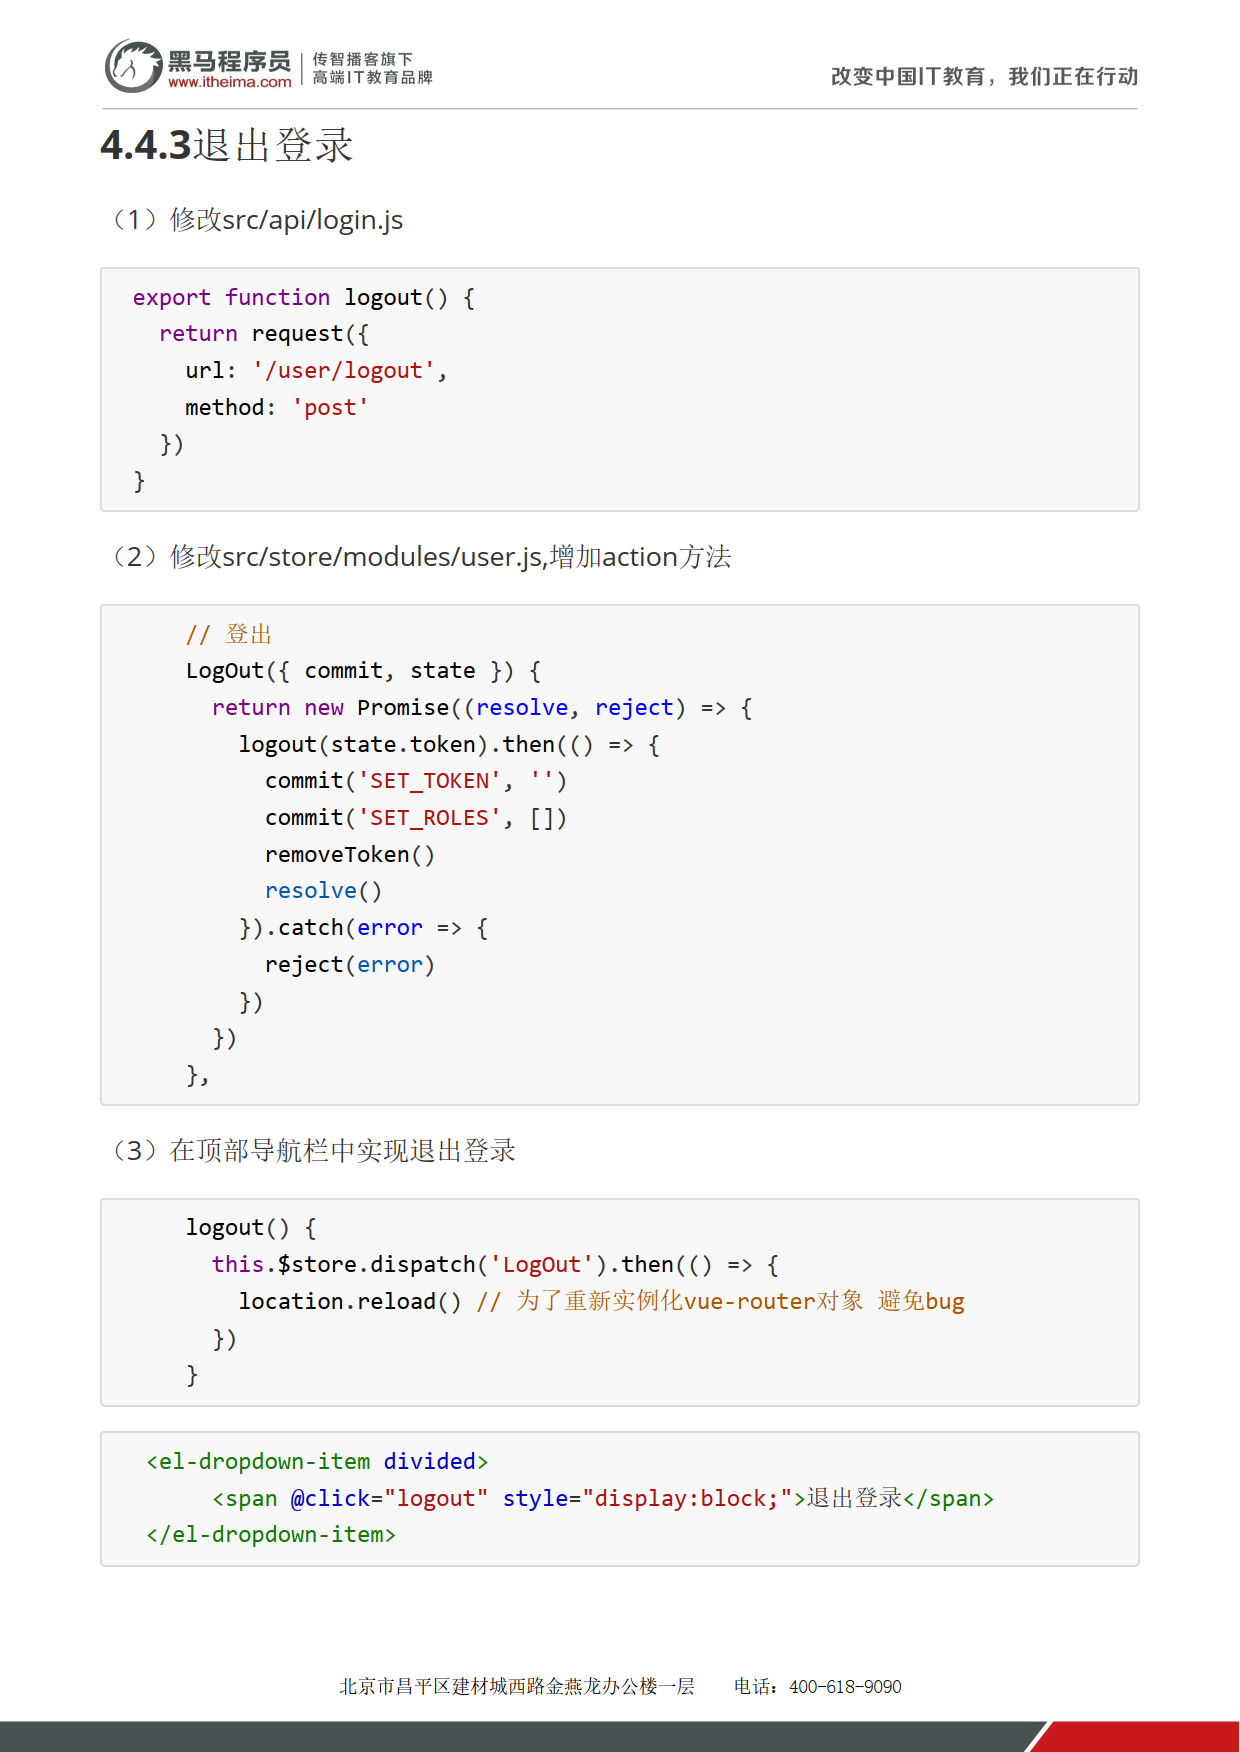 黑马程序员
www.itheima.com
传智播客旗下
高端IT教育品牌
改变中国IT教育，我们正在行动
4.4.3退出登录
（1）修改src/api/login.js
export function logout() {
  return request({
    url: '/user/logout',
    method: 'post'
  })
}
（2）修改src/store/modules/user.js,增加action方法
    // 登出
    LogOut({ commit, state }) {
      return new Promise((resolve, reject) => {
        logout(state.token).then(() => {
          commit('SET_TOKEN', '')
          commit('SET_ROLES', [])
          removeToken()
          resolve()
        }).catch(error => {
          reject(error)
        })
      })
    },
（3）在顶部导航栏中实现退出登录
    logout() {
      this.$store.dispatch('LogOut').then(() => {
        location.reload() // 为了重新实例化vue-router对象 避免bug
      })
    }
 <el-dropdown-item divided>
      <span @click="logout" style="display:block;">退出登录</span>
 </el-dropdown-item>
北京市昌平区建材城西路金燕龙办公楼一层 电话：400-618-9090